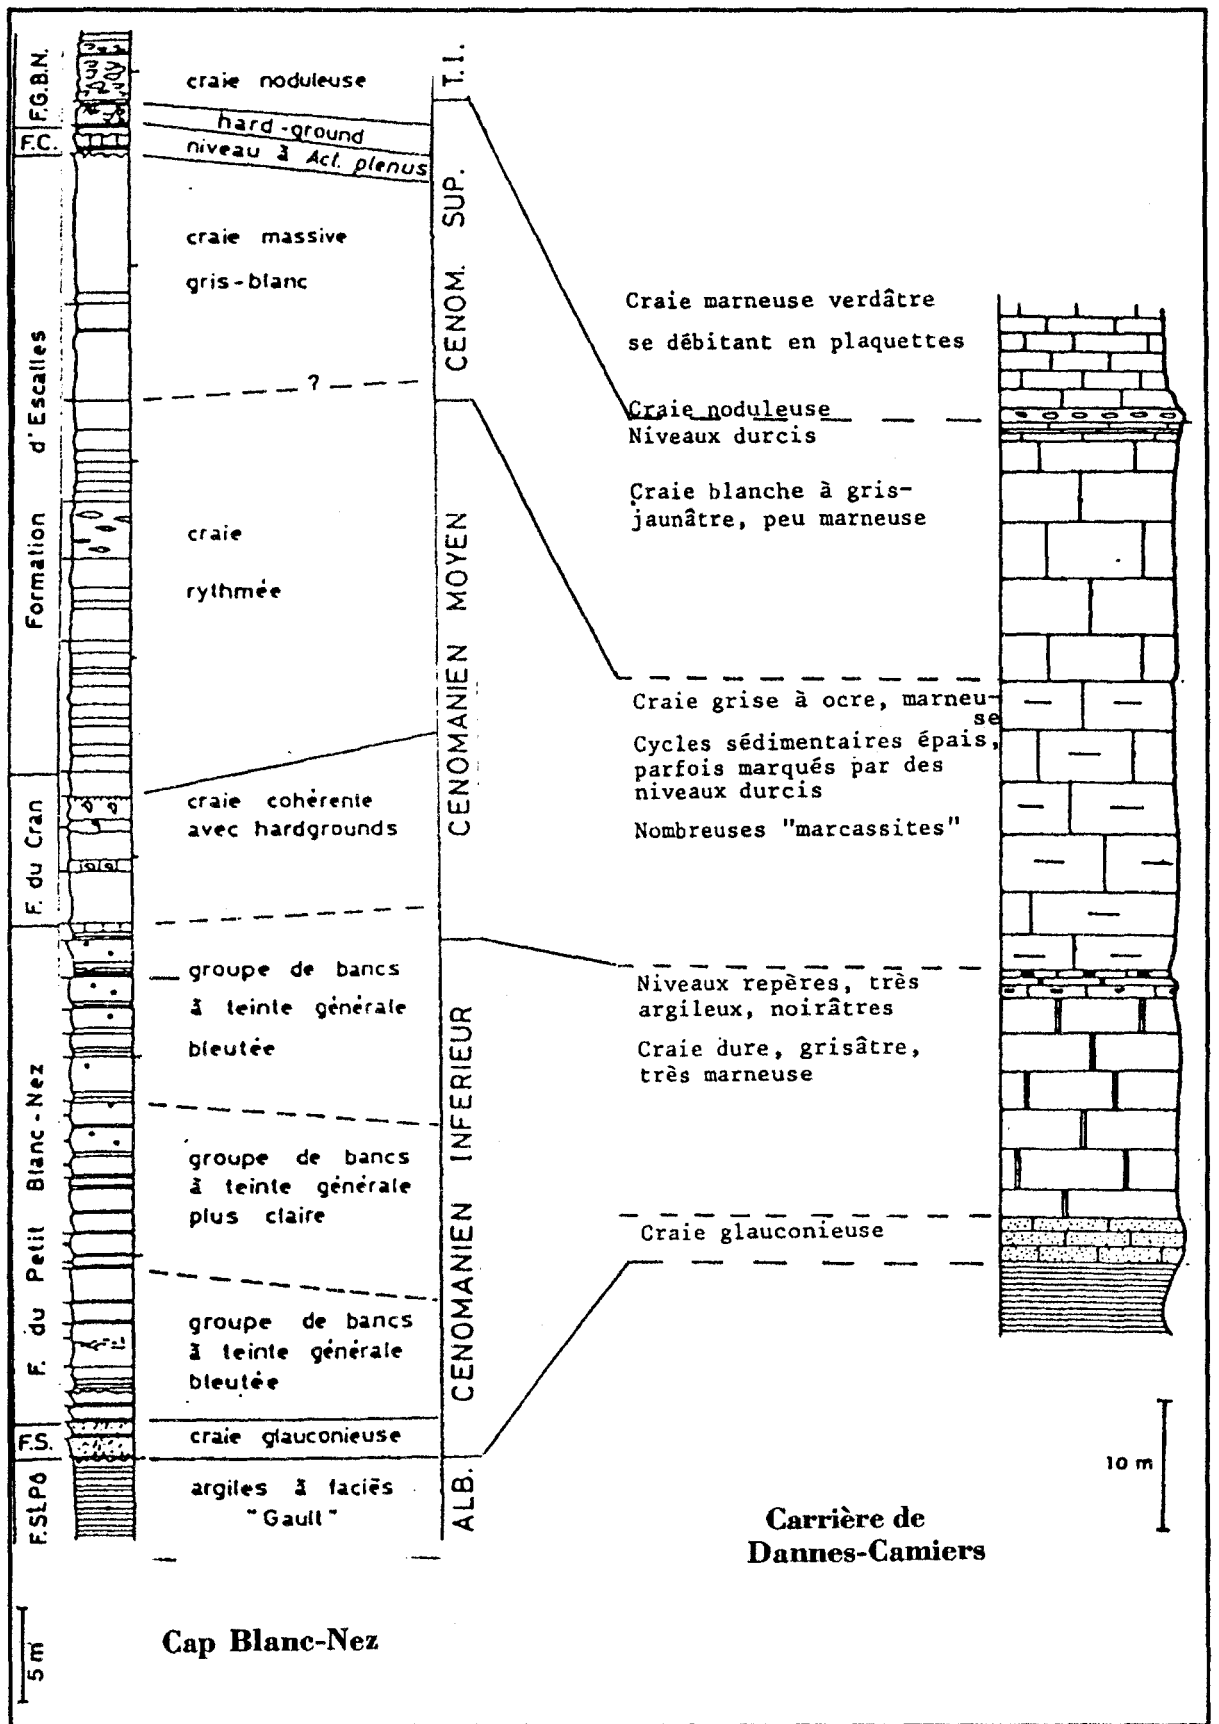 F.G.B.N.
F.C.
Formation d'Escalles
F. du Cran
F. du Petit Blanc-Nez
F.S.
F.St.Pô
craie noduleuse
hard-ground
niveau à Act. plenus
craie massive
gris-blanc
?
craie
rythmée
craie cohérente
avec hardgrounds
groupe de bancs
à teinte générale
bleutée
groupe de bancs
à teinte générale
plus claire
groupe de bancs
à teinte générale
bleutée
craie glauconieuse
argiles à faciès
"Gault"
T.I.
CENOM. SUP.
CENOMANIEN MOYEN
CENOMANIEN INFERIEUR
ALB.
5 m
Cap Blanc-Nez
Craie marneuse verdâtre
se débitant en plaquettes
Craie noduleuse
Niveaux durcis
Craie blanche à gris-
jaunâtre, peu marneuse
Craie grise à ocre, marneu-
se
Cycles sédimentaires épais,
parfois marqués par des
niveaux durcis
Nombreuses "marcassites"
Niveaux repères, très
argileux, noirâtres
Craie dure, grisâtre,
très marneuse
Craie glauconieuse
10 m
Carrière de
Dannes-Camiers